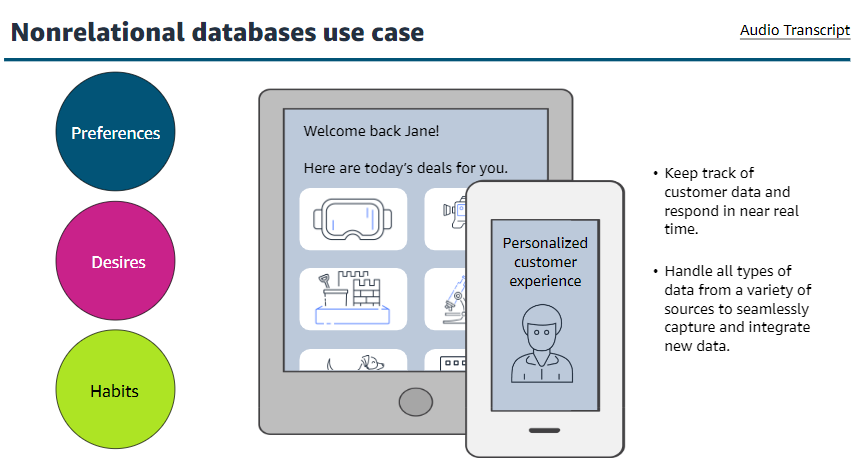 Nonrelational databases use case
Audio Transcript
Preferences
Desires
Habits
Welcome back Jane!
Here are today's deals for you.
Personalized
customer
experience
• Keep track of
customer data and
respond in near real
time.
• Handle all types of
data from a variety of
sources to seamlessly
capture and integrate
new data.